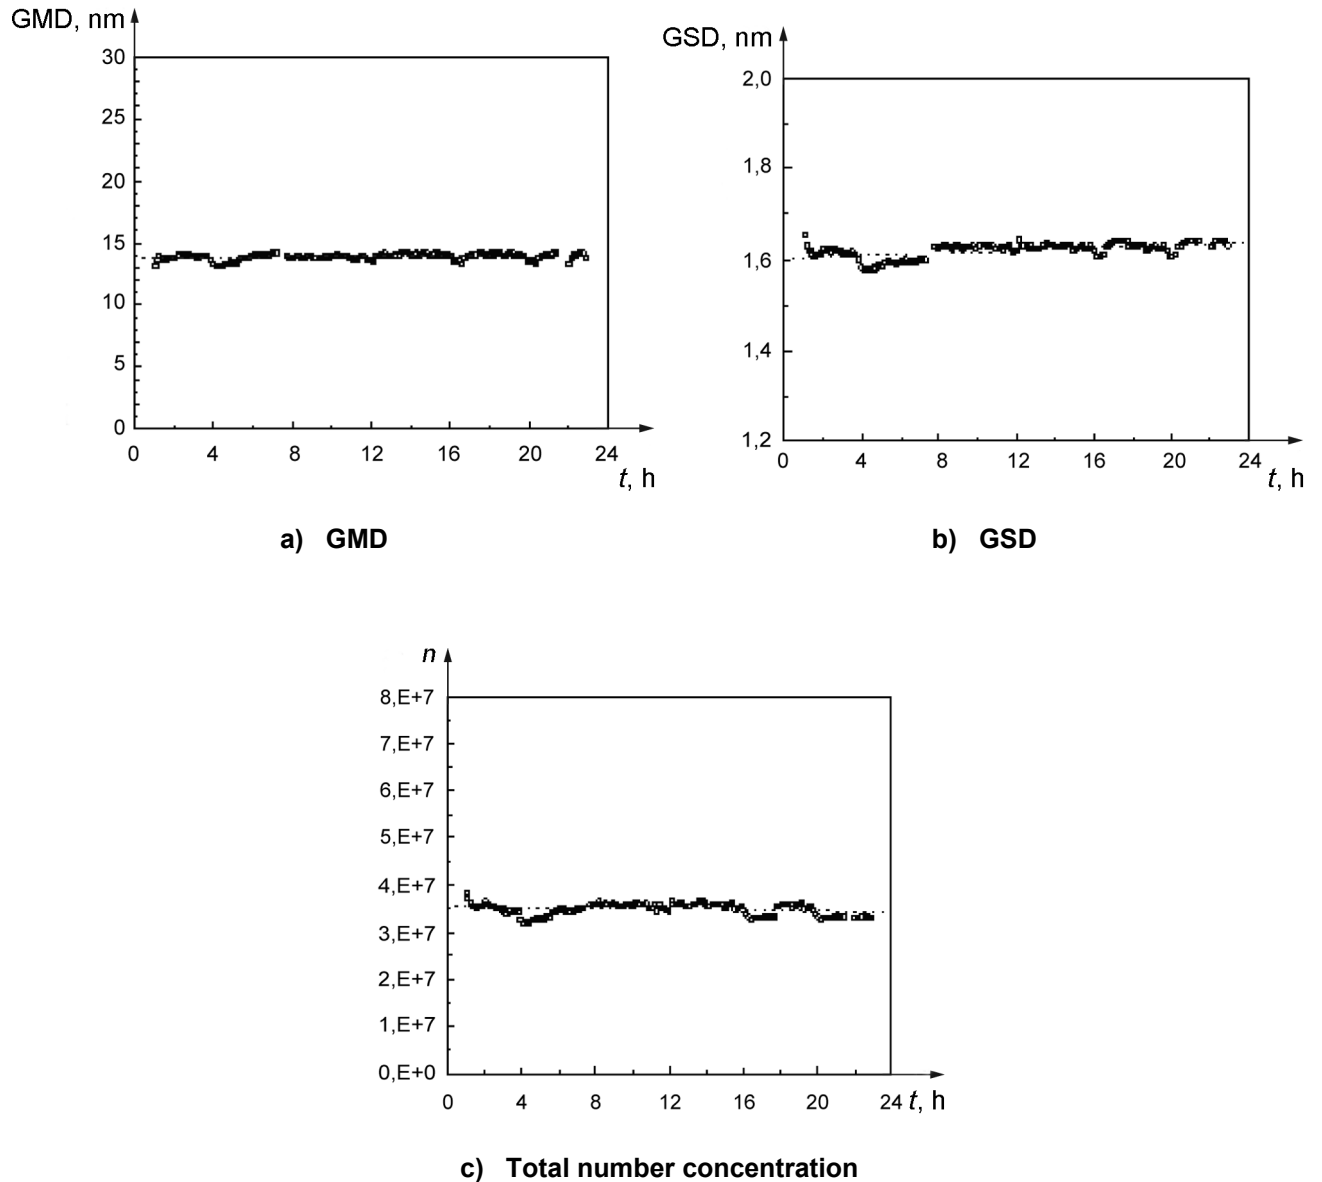 GMD, nm
30
25
20
15
10
5
0
0 4 8 12 16 20 24
t, h
a) GMD
GSD, nm
2,0
1,8
1,6
1,4
1,2
0 4 8 12 16 20 24
t, h
b) GSD
n
8,E+7
7,E+7
6,E+7
5,E+7
4,E+7
3,E+7
2,E+7
1,E+7
0,E+0
0 4 8 12 16 20 24 t, h
c) Total number concentration